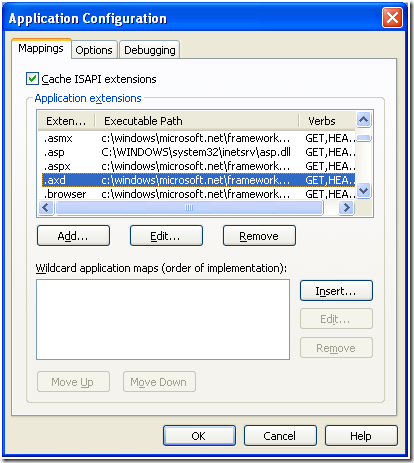 Application Configuration
Mappings Options Debugging
Cache ISAPI extensions
Application extensions
Exten... Executable Path Verbs
.asmx c:\windows\microsoft.net\framework... GET,HEA...
.asp C:\WINDOWS\system32\inetsrv\asp.dll GET,HEA...
.aspx c:\windows\microsoft.net\framework... GET,HEA...
.axd c:\windows\microsoft.net\framework... GET,HEA...
.browser c:\windows\microsoft.net\framework... GET,HEA...
Add... Edit... Remove
Wildcard application maps (order of implementation):
Insert...
Edit...
Remove
Move Up Move Down
OK Cancel Help